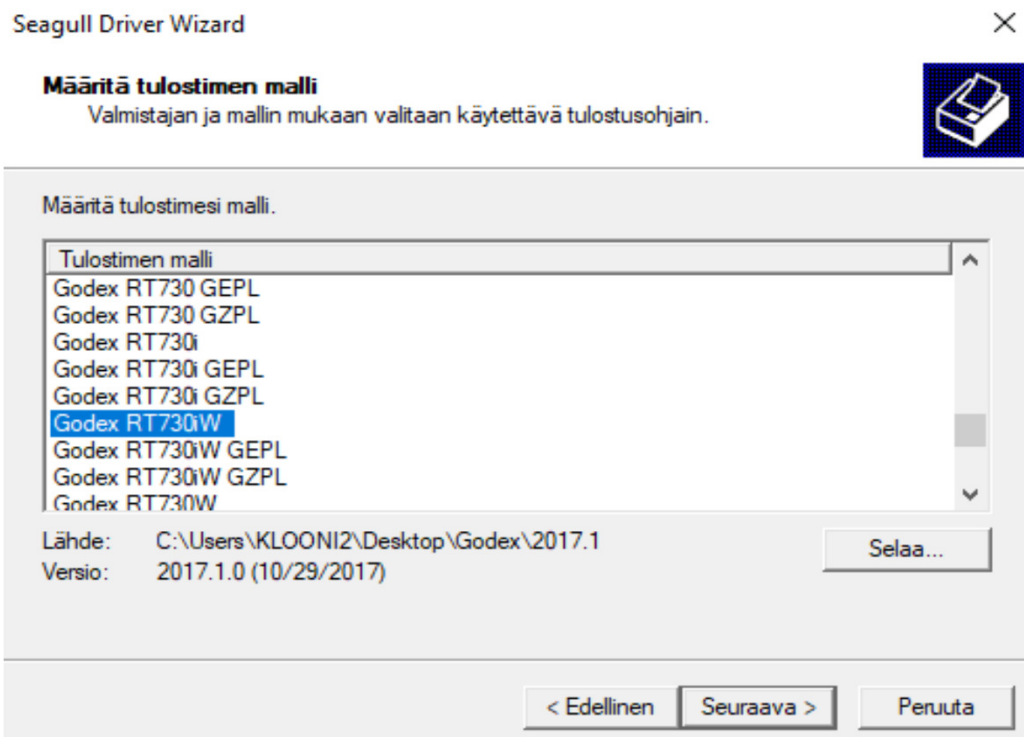 Seagull Driver Wizard
Määritä tulostimen malli
Valmistajan ja mallin mukaan valitaan käytettävä tulostusohjain.
Määritä tulostimesi malli.
Tulostimen malli
Godex RT730 GEPL
Godex RT730 GZPL
Godex RT730i
Godex RT730i GEPL
Godex RT730i GZPL
Godex RT730iW
Godex RT730iW GEPL
Godex RT730iW GZPL
Godex RT730W
Lähde: C:\Users\KLOONI2\Desktop\Godex\2017.1
Selaa...
Versio: 2017.1.0 (10/29/2017)
< Edellinen Seuraava > Peruuta